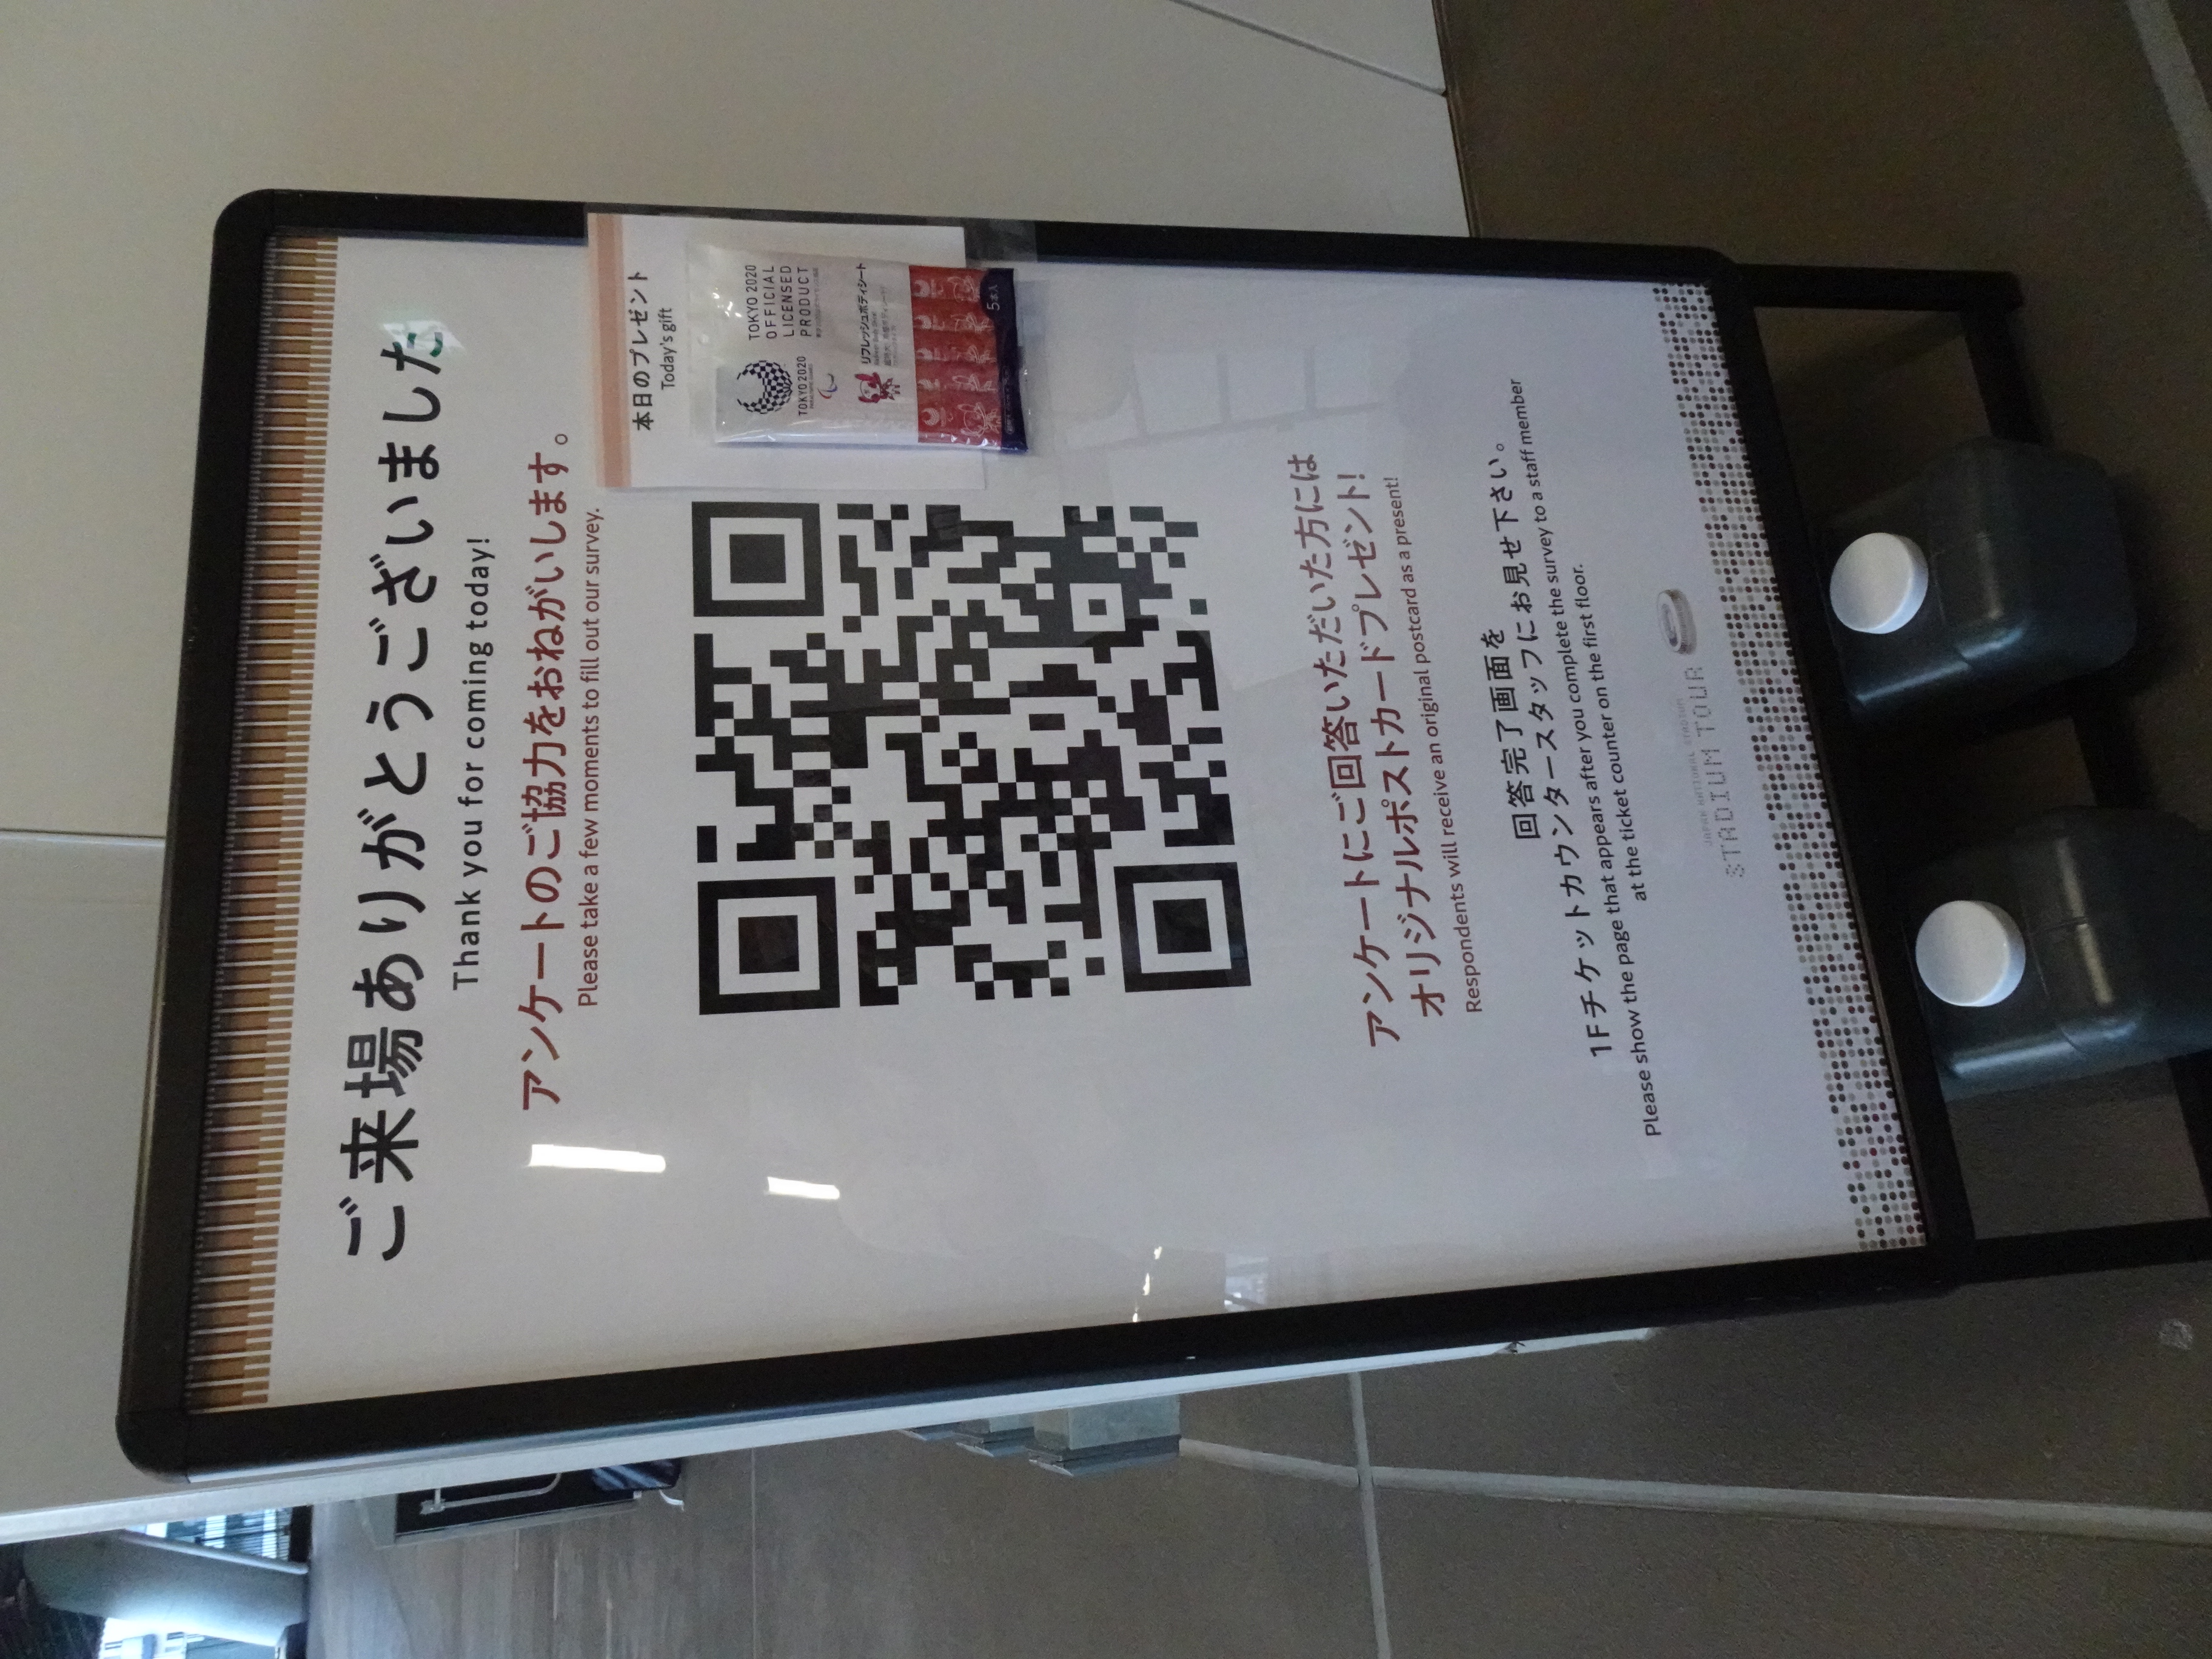 ご来場ありがとうございました
Thank you for coming today!
アンケートのご協力をおねがいします。
Please take a few moments to fill out our survey.
本日のプレゼント
Today's gift
TOKYO 2020
OFFICIAL
LICENSED
PRODUCT
TOKYO 2020
リフレッシュボディシート
5本入
アンケートにご回答いただいた方には
オリジナルポストカードプレゼント!
Respondents will receive an original postcard as a present!
回答完了画面を
1Fチケットカウンタースタッフにお見せ下さい。
Please show the page that appears after you complete the survey to a staff member
at the ticket counter on the first floor.
JAPAN NATIONAL STADIUM
STADIUM TOUR